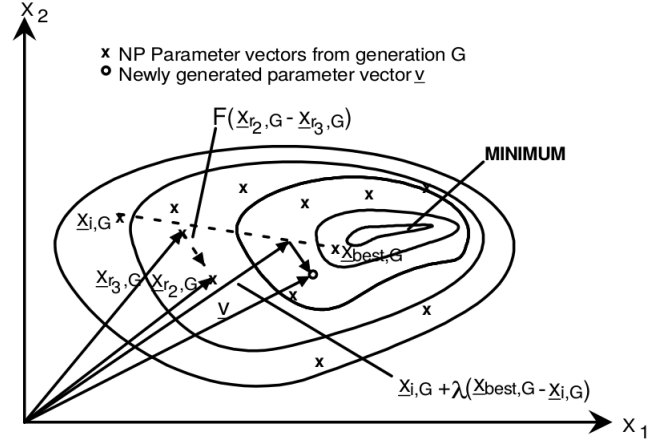 X2
x NP Parameter vectors from generation G
o Newly generated parameter vector v
F(xr2,G - xr3,G)
MINIMUM
xi,G
xbest,G
xr3,G xr2,G
v
xi,G + λ(xbest,G - xi,G)
X1